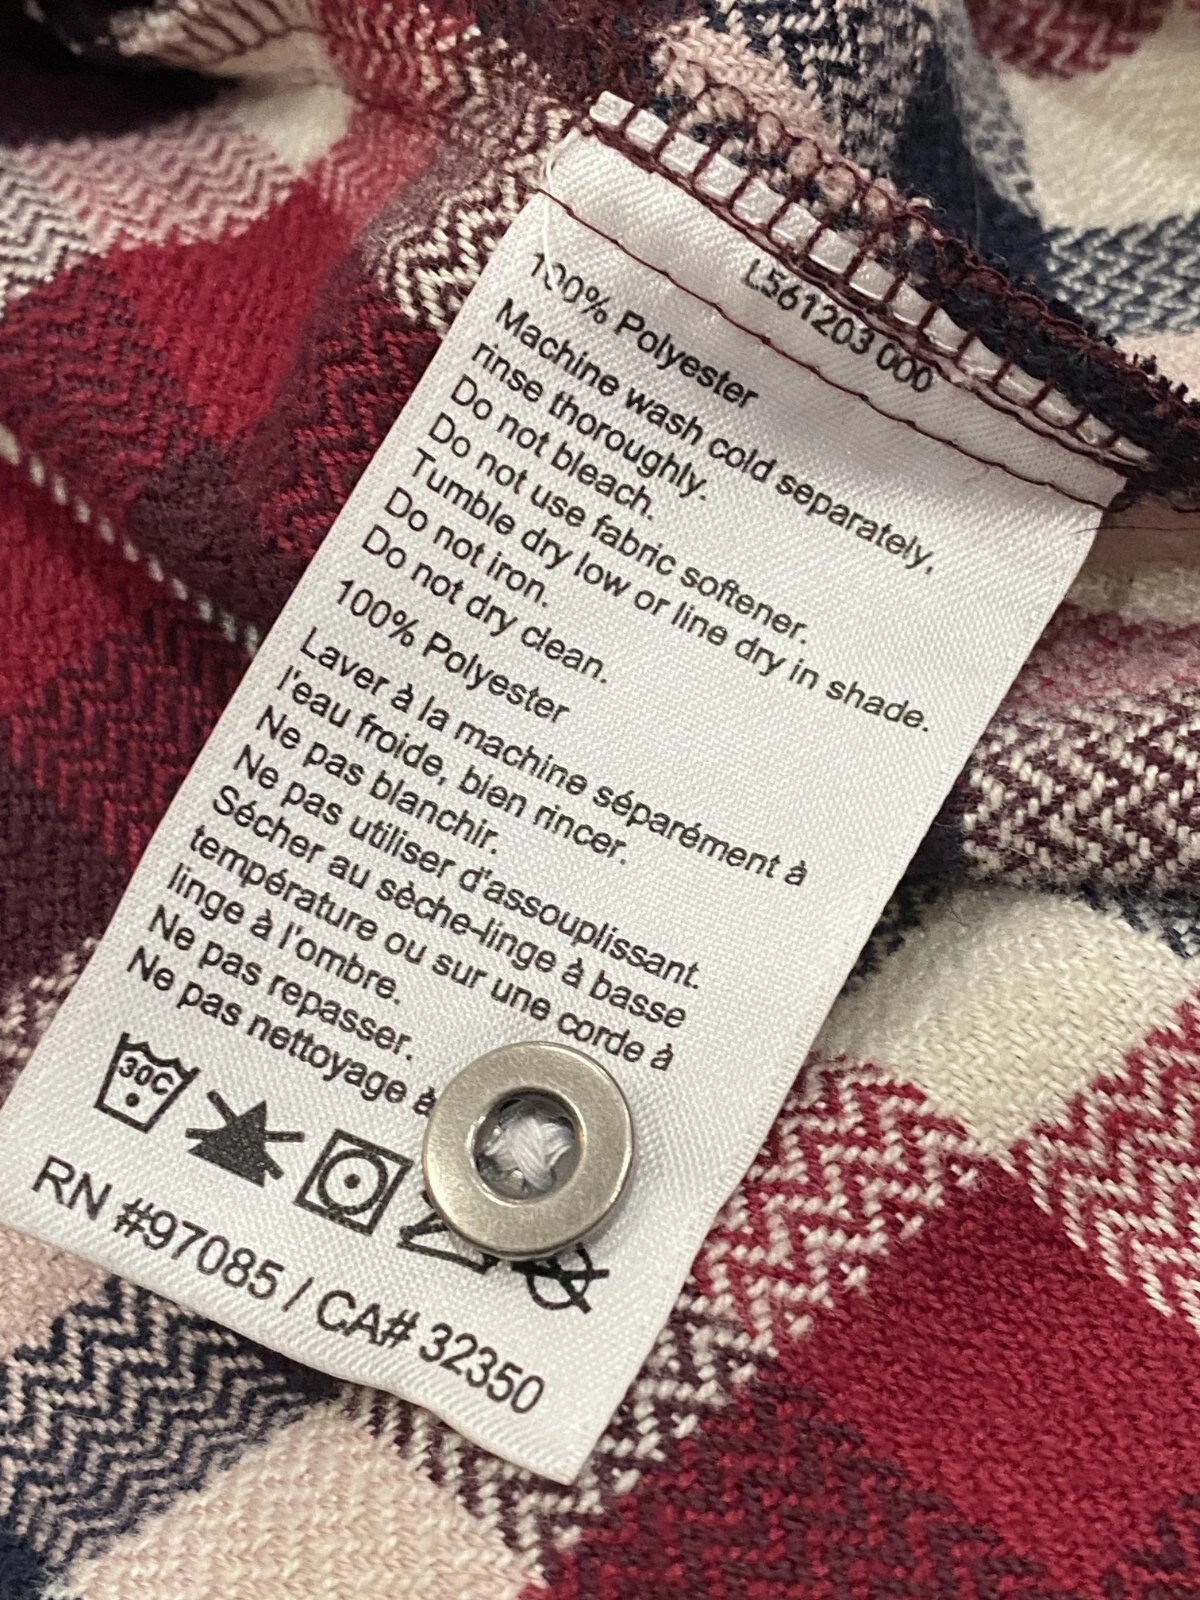 L561203 000
100% Polyester
Machine wash cold separately,
rinse thoroughly.
Do not bleach.
Do not use fabric softener.
Tumble dry low or line dry in shade.
Do not iron.
Do not dry clean.
100% Polyester
Laver à la machine séparément à
l'eau froide, bien rincer.
Ne pas blanchir.
Ne pas utiliser d'assouplissant.
Sécher au sèche-linge à basse
température ou sur une corde à
linge à l'ombre.
Ne pas repasser.
Ne pas nettoyage à
30C
RN #97085 / CA# 32350